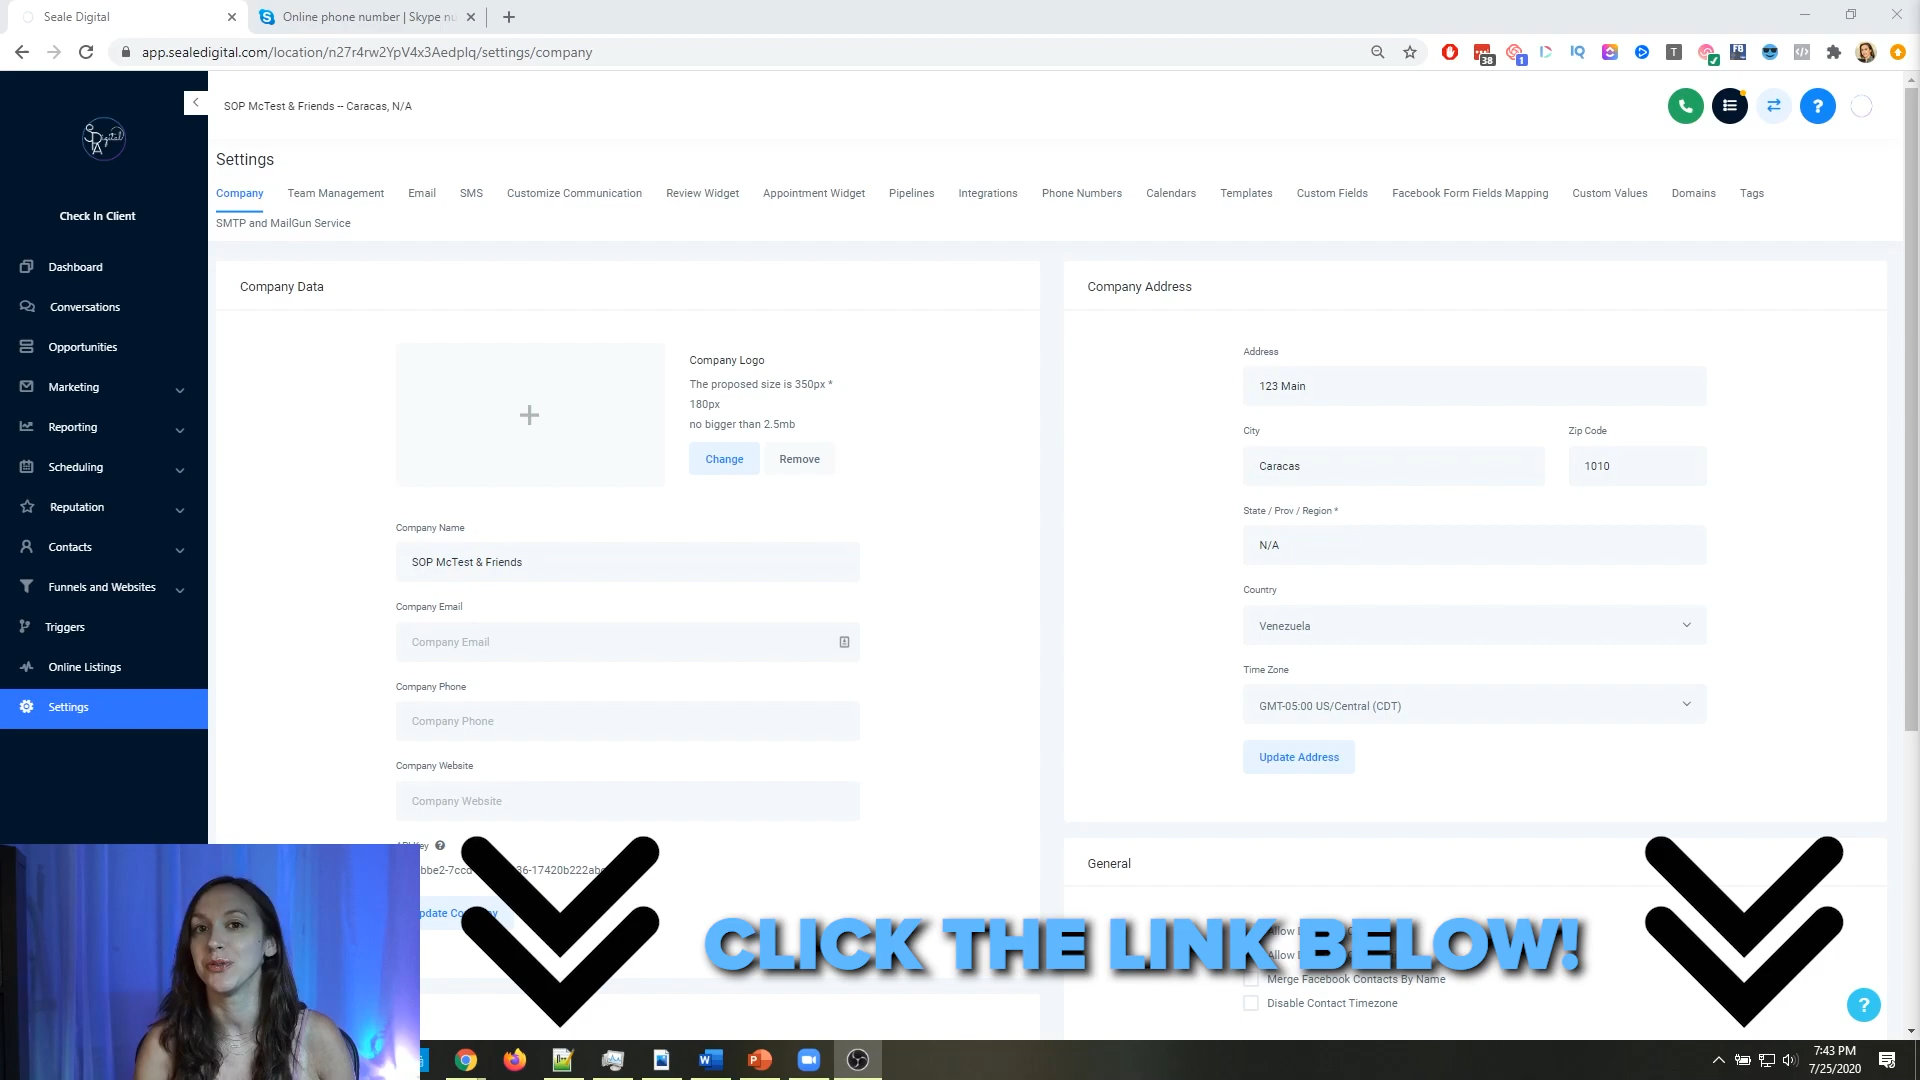 Seale Digital
Online phone number | Skype nu
app.sealedigital.com/location/n27r4rw2YpV4x3Aedplq/settings/company
38
1
IQ
T
FB
Digital
SOP McTest & Friends -- Caracas, N/A
?
Settings
Company
Team Management
Email
SMS
Customize Communication
Review Widget
Appointment Widget
Pipelines
Integrations
Phone Numbers
Calendars
Templates
Custom Fields
Facebook Form Fields Mapping
Custom Values
Domains
Tags
SMTP and MailGun Service
Check In Client
Dashboard
Conversations
Opportunities
Marketing
Reporting
Scheduling
Reputation
Contacts
Funnels and Websites
Triggers
Online Listings
Settings
Company Data
Company Logo
The proposed size is 350px *
180px
no bigger than 2.5mb
Change
Remove
Company Name
SOP McTest & Friends
Company Email
Company Email
Company Phone
Company Phone
Company Website
Company Website
Company Address
Address
123 Main
City
Zip Code
Caracas
1010
State / Prov / Region *
N/A
Country
Venezuela
Time Zone
GMT-05:00 US/Central (CDT)
Update Address
General
Merge Facebook Contacts By Name
Disable Contact Timezone
CLICK THE LINK BELOW!
?
7:43 PM
7/25/2020